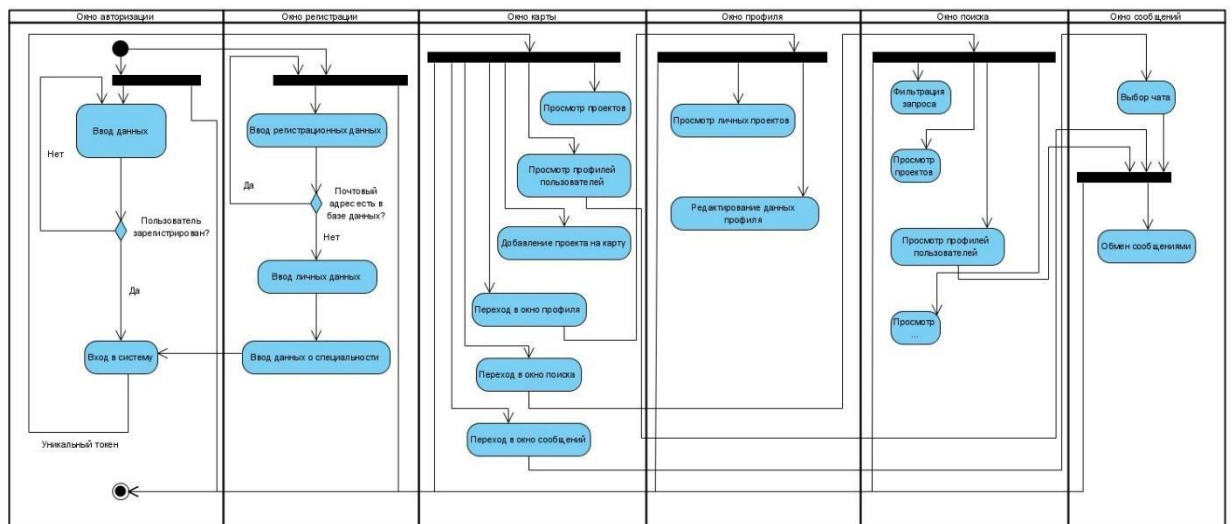 Окно авторизации
Окно регистрации
Окно карты
Окно профиля
Окно поиска
Окно сообщений
Ввод данных
Нет
Пользователь
зарегистрирован?
Да
Вход в систему
Уникальный токен
Ввод регистрационных данных
Да
Почтовый
адрес есть в
базе данных?
Нет
Ввод личных данных
Ввод данных о специальности
Просмотр проектов
Просмотр профилей
пользователей
Добавление проекта на карту
Переход в окно профиля
Переход в окно поиска
Переход в окно сообщений
Просмотр личных проектов
Редактирование данных
профиля
Фильтрация
запроса
Просмотр
проектов
Просмотр профилей
пользователей
Просмотр
...
Выбор чата
Обмен сообщениями